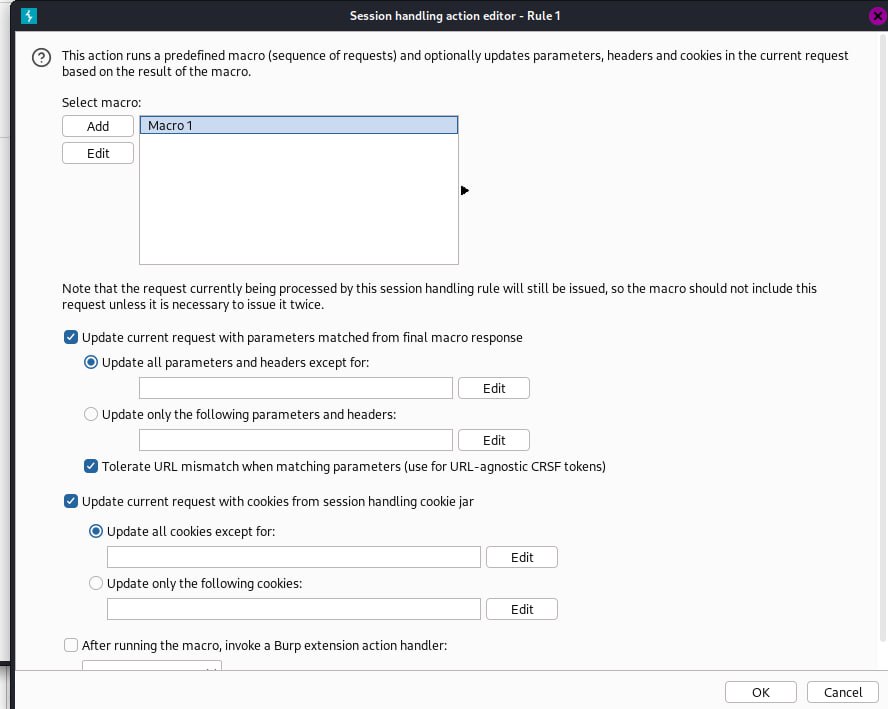 Session handling action editor - Rule 1
This action runs a predefined macro (sequence of requests) and optionally updates parameters, headers and cookies in the current request
based on the result of the macro.
Select macro:
Add
Macro 1
Edit
Note that the request currently being processed by this session handling rule will still be issued, so the macro should not include this
request unless it is necessary to issue it twice.
Update current request with parameters matched from final macro response
Update all parameters and headers except for:
Edit
Update only the following parameters and headers:
Edit
Tolerate URL mismatch when matching parameters (use for URL-agnostic CRSF tokens)
Update current request with cookies from session handling cookie jar
Update all cookies except for:
Edit
Update only the following cookies:
Edit
After running the macro, invoke a Burp extension action handler:
OK
Cancel